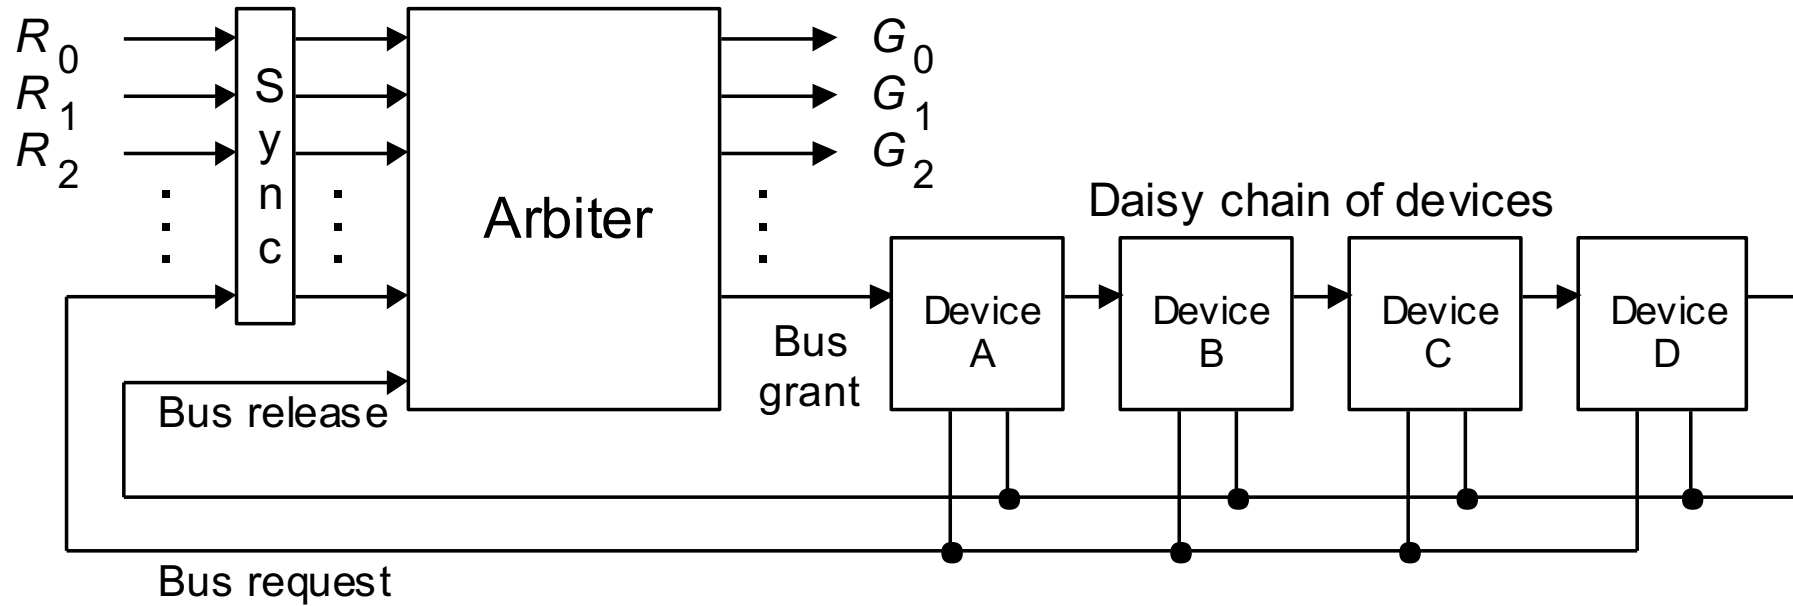 R0
R1
R2
Sync
Arbiter
G0
G1
G2
Daisy chain of devices
Device
A
Device
B
Device
C
Device
D
Bus
grant
Bus release
Bus request